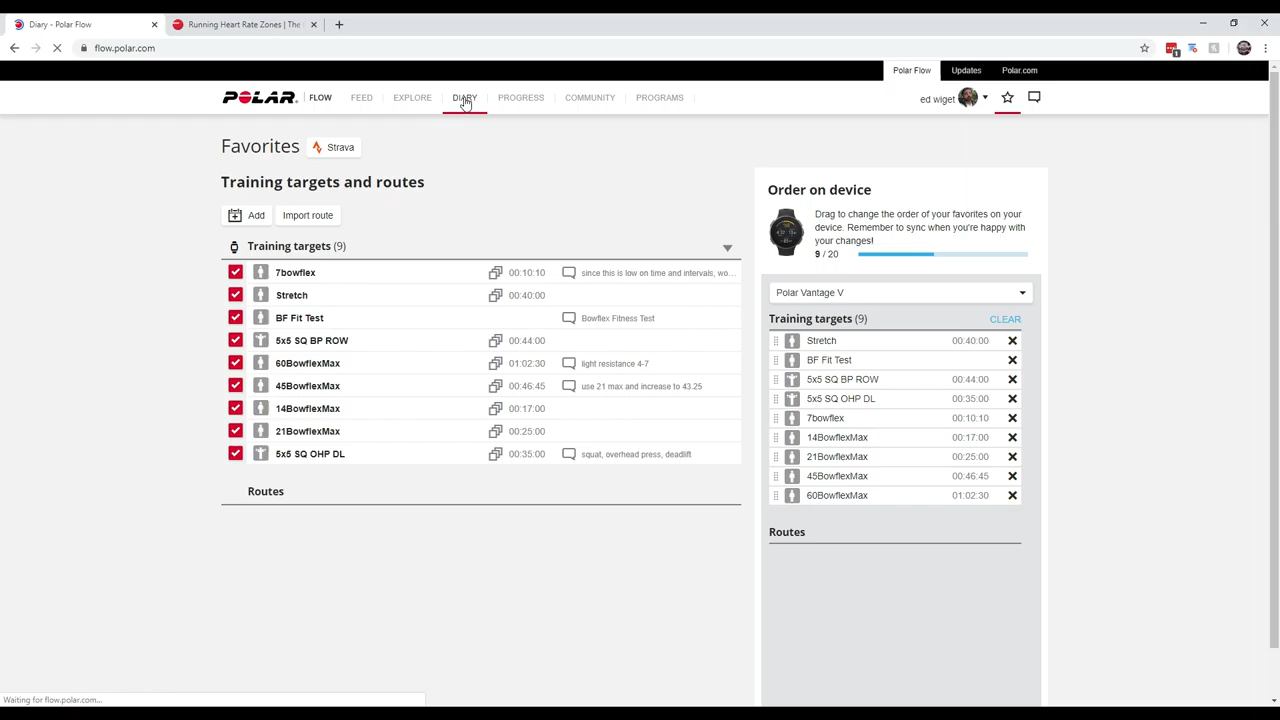 Diary - Polar Flow
Running Heart Rate Zones | The
flow.polar.com
1
Polar Flow
Updates
Polar.com
POLAR FLOW
FEED
EXPLORE
DIARY
PROGRESS
COMMUNITY
PROGRAMS
ed wiget
Favorites
Strava
Training targets and routes
Add
Import route
Training targets (9)
7bowflex 00:10:10 since this is low on time and intervals, wo...
Stretch 00:40:00
BF Fit Test Bowflex Fitness Test
5x5 SQ BP ROW 00:44:00
60BowflexMax 01:02:30 light resistance 4-7
45BowflexMax 00:46:45 use 21 max and increase to 43.25
14BowflexMax 00:17:00
21BowflexMax 00:25:00
5x5 SQ OHP DL 00:35:00 squat, overhead press, deadlift
Routes
Order on device
Drag to change the order of your favorites on your
device. Remember to sync when you're happy with
your changes!
9 / 20
Polar Vantage V
Training targets (9) CLEAR
Stretch 00:40:00
BF Fit Test
5x5 SQ BP ROW 00:44:00
5x5 SQ OHP DL 00:35:00
7bowflex 00:10:10
14BowflexMax 00:17:00
21BowflexMax 00:25:00
45BowflexMax 00:46:45
60BowflexMax 01:02:30
Routes
Waiting for flow.polar.com...